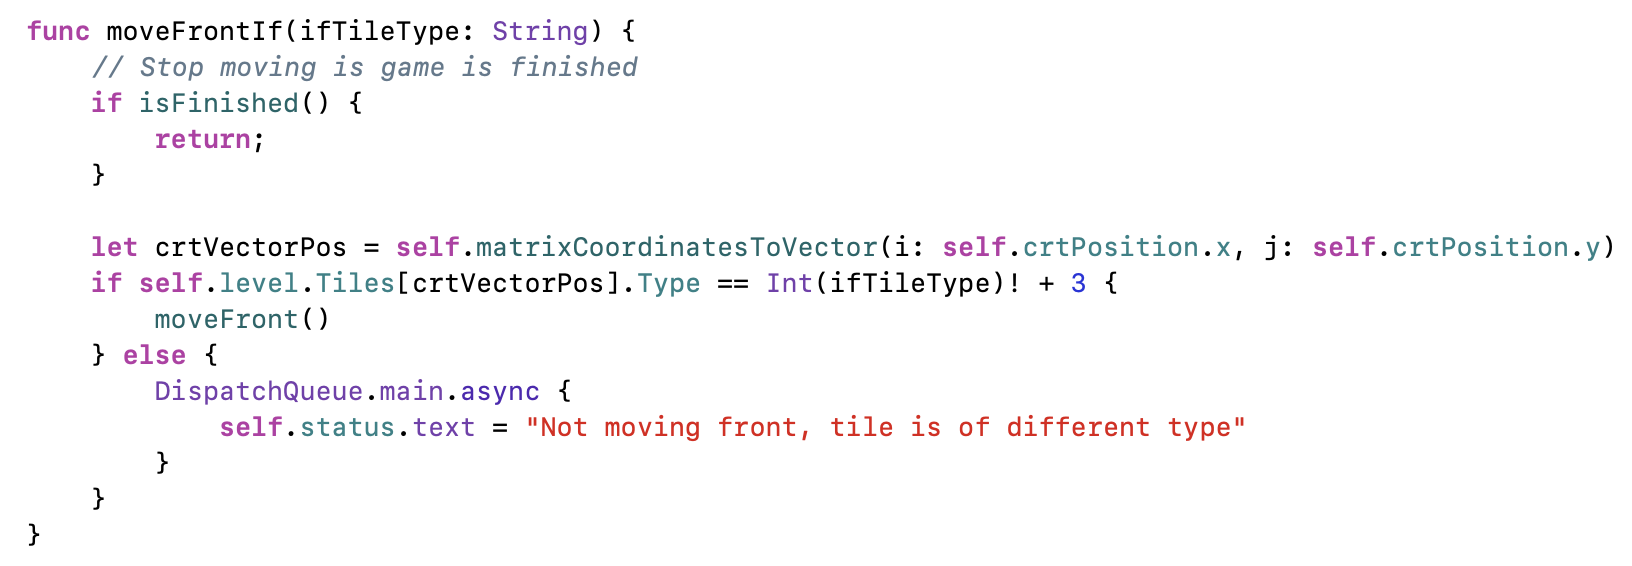 func moveFrontIf(ifTileType: String) {
    // Stop moving is game is finished
    if isFinished() {
        return;
    }

    let crtVectorPos = self.matrixCoordinatesToVector(i: self.crtPosition.x, j: self.crtPosition.y)
    if self.level.Tiles[crtVectorPos].Type == Int(ifTileType)! + 3 {
        moveFront()
    } else {
        DispatchQueue.main.async {
            self.status.text = "Not moving front, tile is of different type"
        }
    }
}